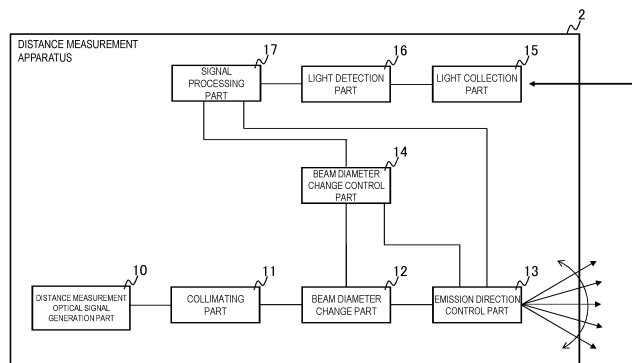 2
DISTANCE MEASUREMENT
APPARATUS
17
16
15
SIGNAL
PROCESSING
PART
LIGHT DETECTION
PART
LIGHT COLLECTION
PART
14
BEAM DIAMETER
CHANGE CONTROL
PART
10
11
12
13
DISTANCE MEASUREMENT
OPTICAL SIGNAL
GENERATION PART
COLLIMATING
PART
BEAM DIAMETER
CHANGE PART
EMISSION DIRECTION
CONTROL PART